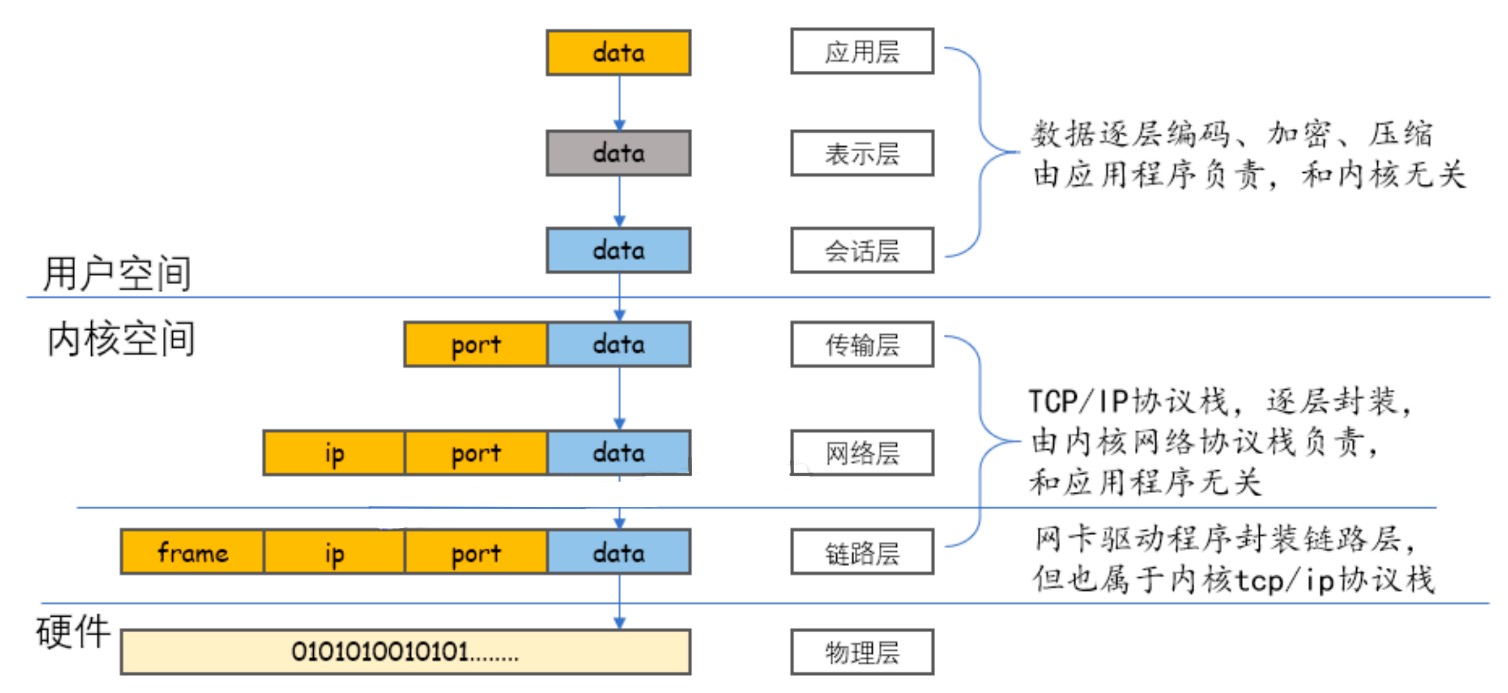 data
应用层
data
表示层
数据逐层编码、加密、压缩
由应用程序负责，和内核无关
data
会话层
用户空间
内核空间
port data
传输层
TCP/IP协议栈，逐层封装，
由内核网络协议栈负责，
和应用程序无关
ip port data
网络层
frame ip port data
链路层
网卡驱动程序封装链路层，
但也属于内核tcp/ip协议栈
硬件
0101010010101........
物理层